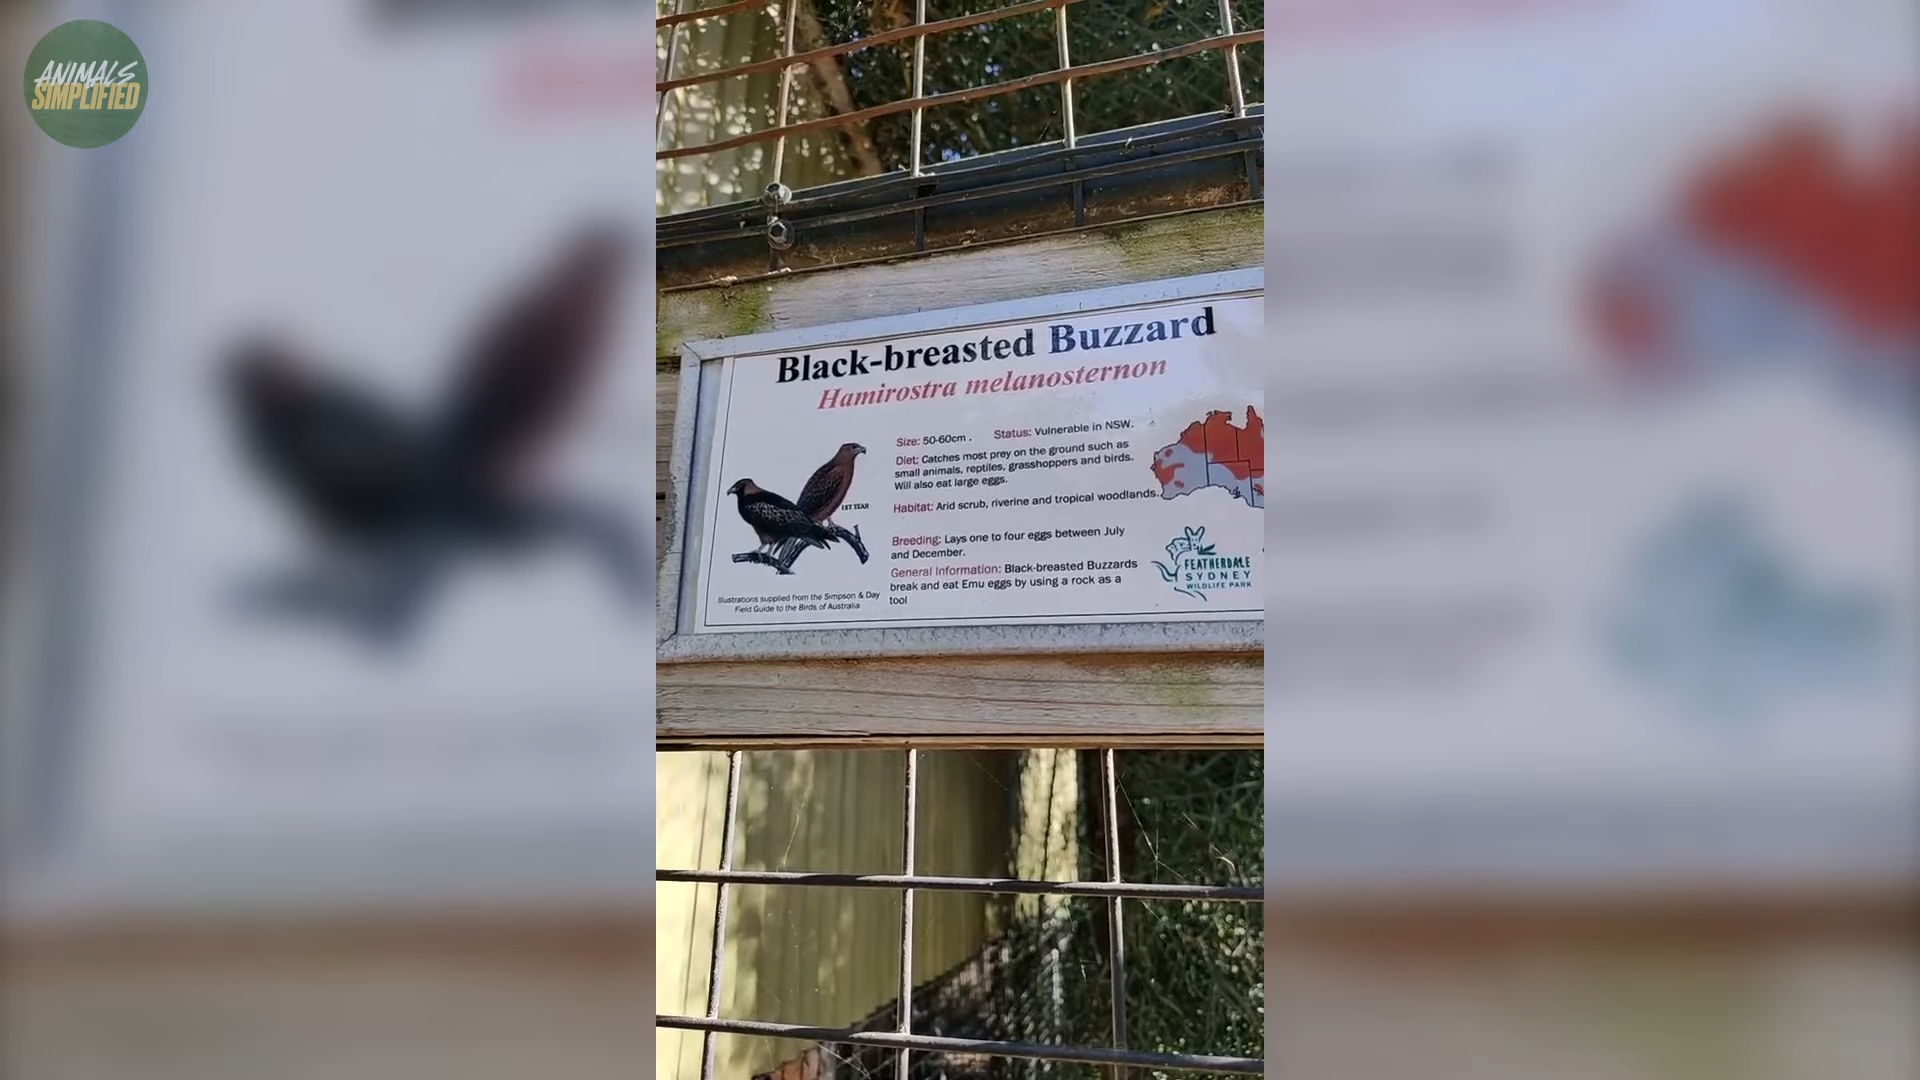 ANIMALS
SIMPLIFIED
Black-breasted Buzzard
Hamirostra melanosternon
Size: 50-60cm . Status: Vulnerable in NSW.
Diet: Catches most prey on the ground such as
small animals, reptiles, grasshoppers and birds.
Will also eat large eggs.
Habitat: Arid scrub, riverine and tropical woodlands.
1ST YEAR
Breeding: Lays one to four eggs between July
and December.
General Information: Black-breasted Buzzards
break and eat Emu eggs by using a rock as a
tool
Illustrations supplied from the Simpson & Day
Field Guide to the Birds of Australia
FEATHERDALE
SYDNEY
WILDLIFE PARK